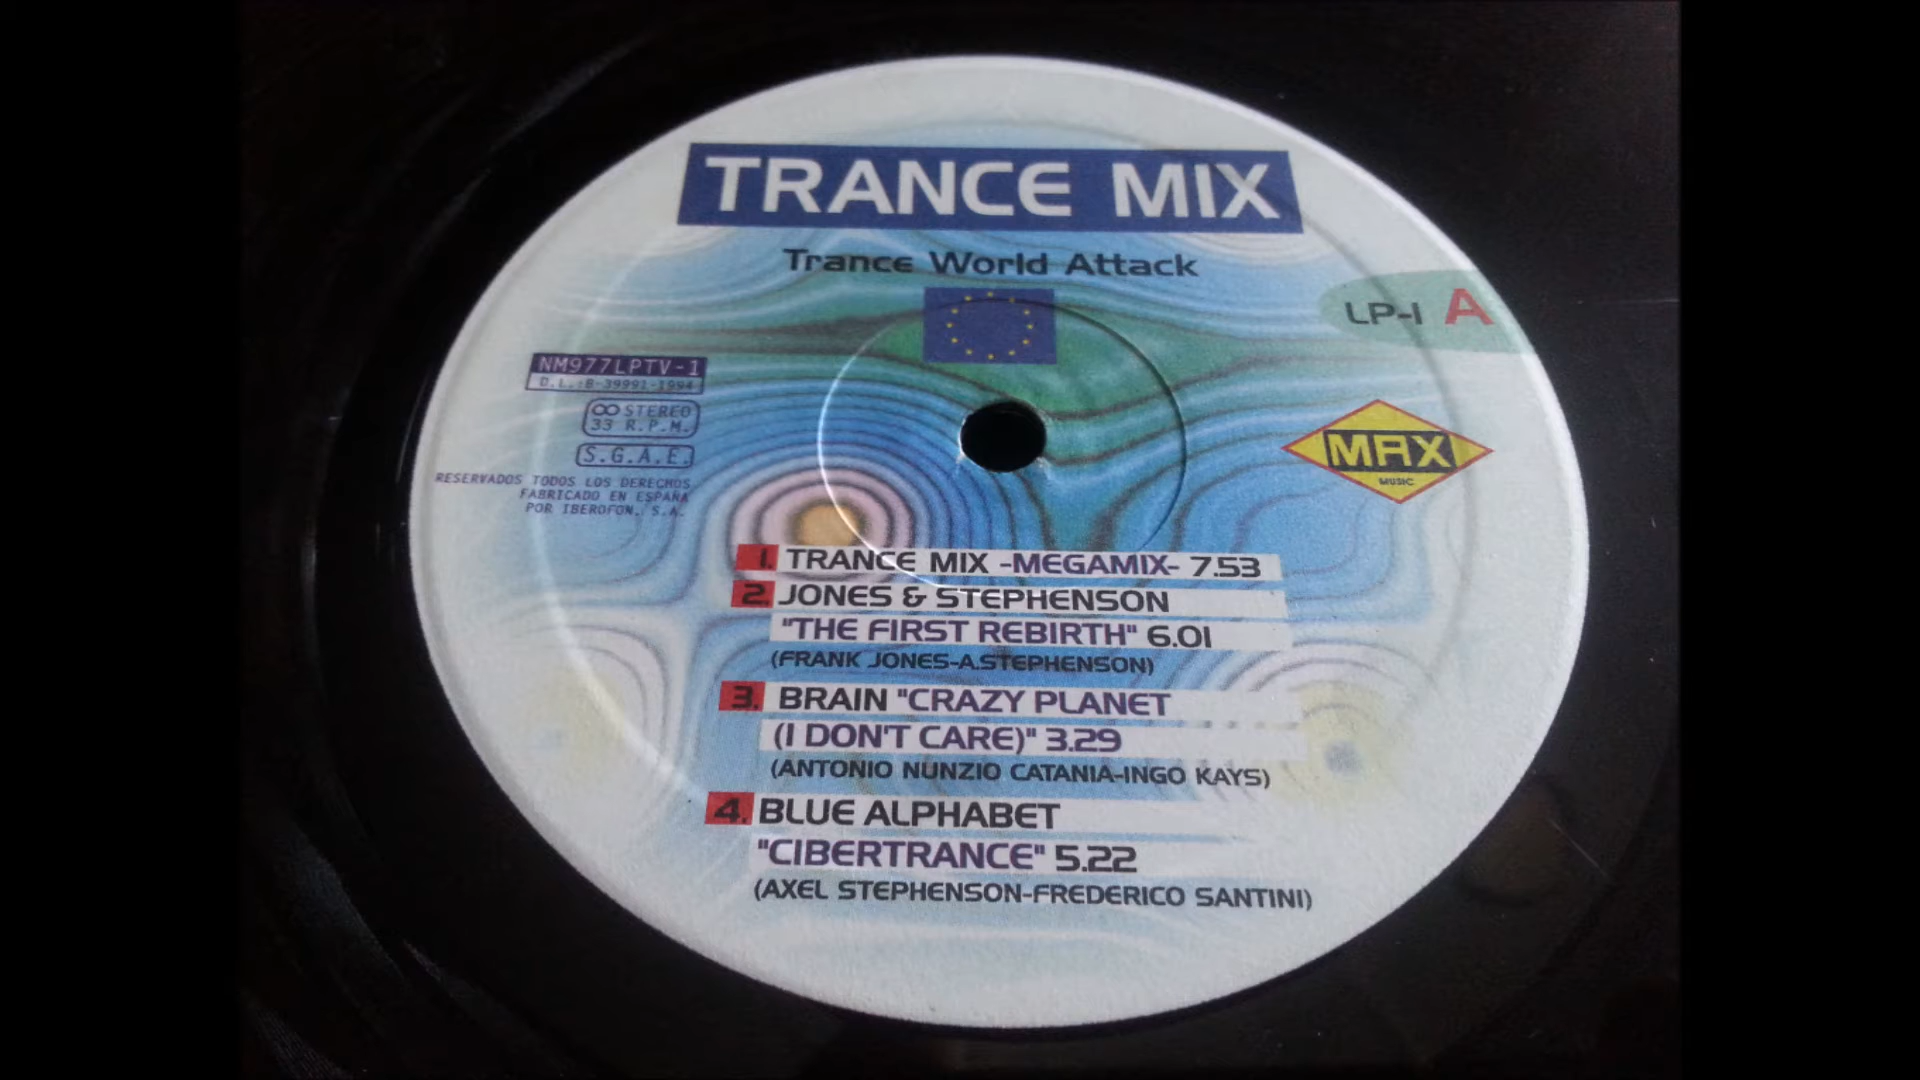 TRANCE MIX
Trance World Attack
LP-1 A
NM977LPTV-1
D.L.:B-39991-1994
STEREO
33 R.P.M.
S.G.A.E.
RESERVADOS TODOS LOS DERECHOS
FABRICADO EN ESPAÑA
POR IBEROFON, S.A.
MAX
MUSIC
1. TRANCE MIX -MEGAMIX- 7.53
2. JONES & STEPHENSON
"THE FIRST REBIRTH" 6.01
(FRANK JONES-A.STEPHENSON)
3. BRAIN "CRAZY PLANET
(I DON'T CARE)" 3.29
(ANTONIO NUNZIO CATANIA-INGO KAYS)
4. BLUE ALPHABET
"CIBERTRANCE" 5.22
(AXEL STEPHENSON-FREDERICO SANTINI)